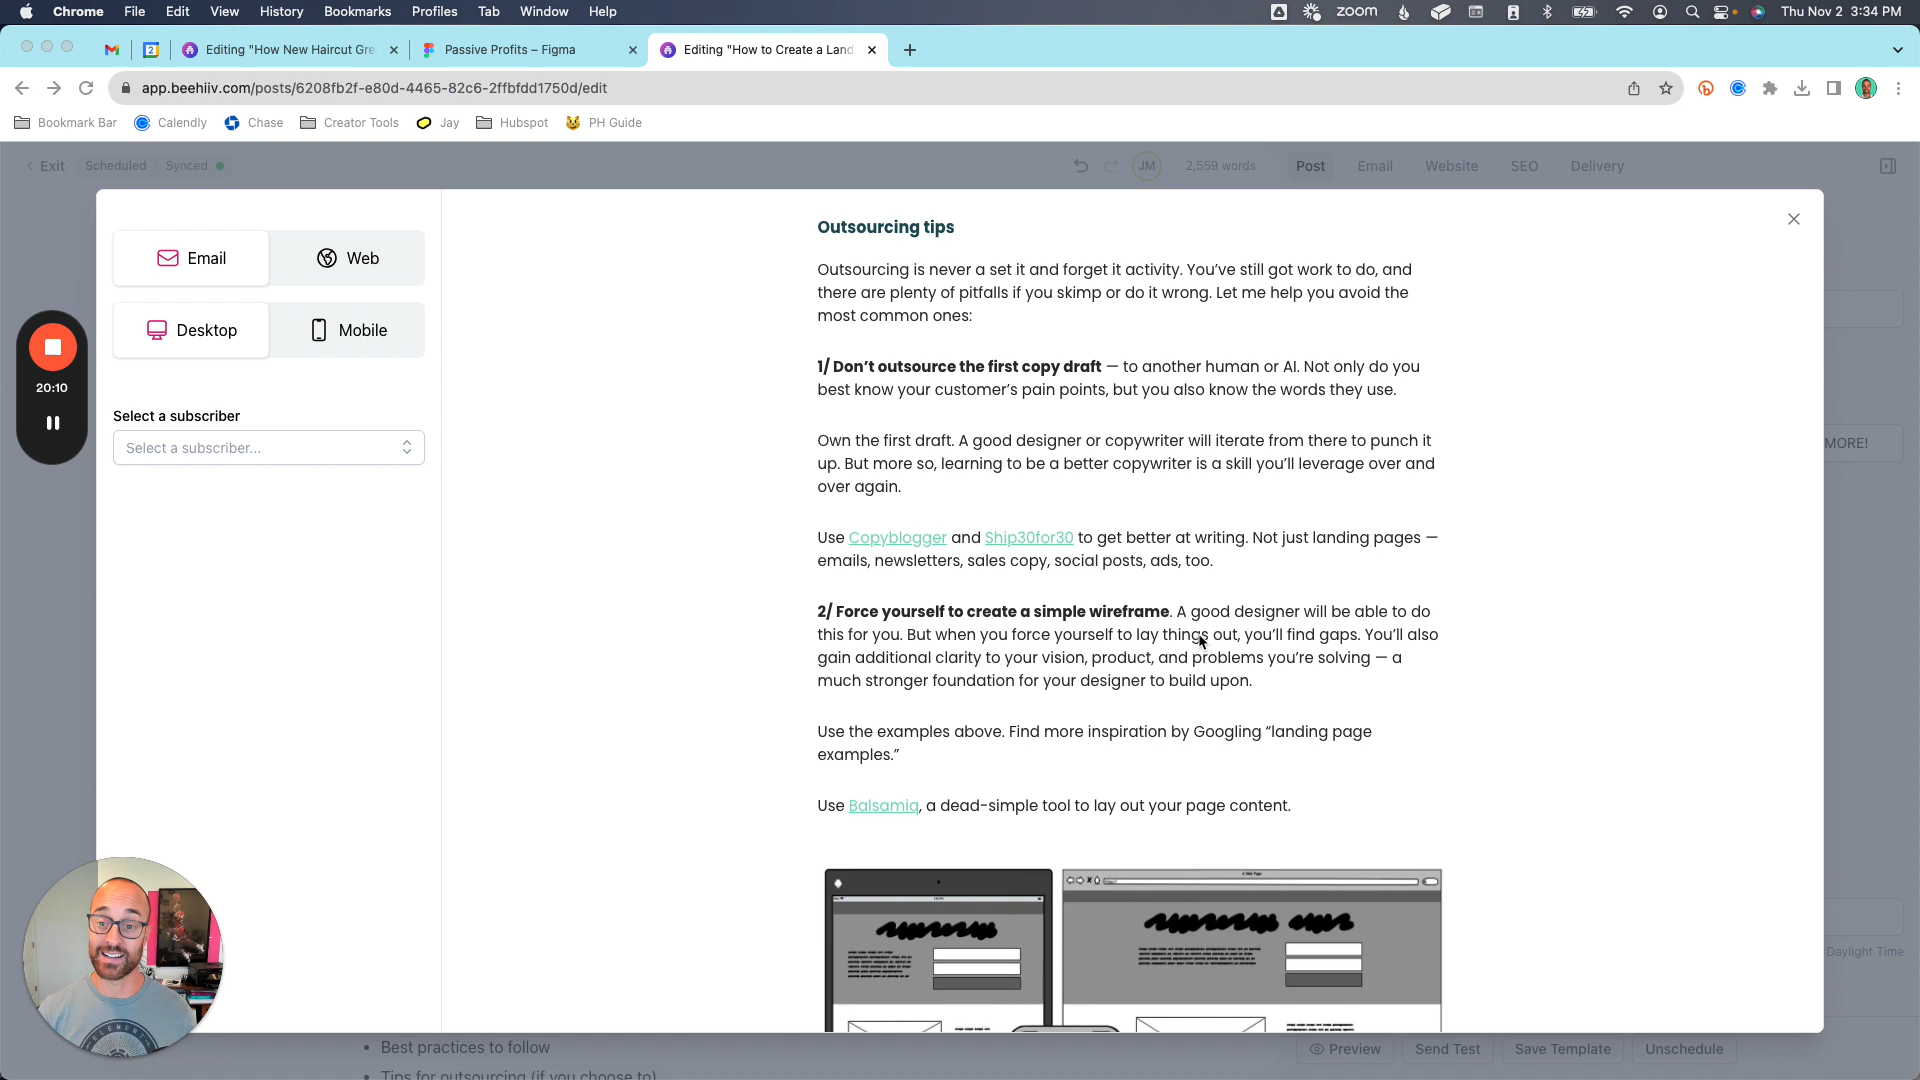 Chrome File Edit View History Bookmarks Profiles Tab Window Help
zoom
Thu Nov 2 3:34 PM
2
Editing "How New Haircut Gre
Passive Profits – Figma
Editing "How to Create a Land
app.beehiiv.com/posts/6208fb2f-e80d-4465-82c6-2ffbfdd1750d/edit
Bookmark Bar Calendly Chase Creator Tools Jay Hubspot PH Guide
Exit Scheduled Synced JM 2,559 words Post Email Website SEO Delivery
Email Web
Desktop Mobile
20:10
Select a subscriber
Select a subscriber...
Outsourcing tips
Outsourcing is never a set it and forget it activity. You’ve still got work to do, and
there are plenty of pitfalls if you skimp or do it wrong. Let me help you avoid the
most common ones:
1/ Don’t outsource the first copy draft — to another human or AI. Not only do you
best know your customer’s pain points, but you also know the words they use.
Own the first draft. A good designer or copywriter will iterate from there to punch it
up. But more so, learning to be a better copywriter is a skill you’ll leverage over and
over again.
Use Copyblogger and Ship30for30 to get better at writing. Not just landing pages —
emails, newsletters, sales copy, social posts, ads, too.
2/ Force yourself to create a simple wireframe. A good designer will be able to do
this for you. But when you force yourself to lay things out, you’ll find gaps. You’ll also
gain additional clarity to your vision, product, and problems you’re solving — a
much stronger foundation for your designer to build upon.
Use the examples above. Find more inspiration by Googling “landing page
examples.”
Use Balsamiq, a dead-simple tool to lay out your page content.
A Web Page
MORE!
Daylight Time
Best practices to follow
Tips for outsourcing (if you choose to)
Preview Send Test Save Template Unschedule